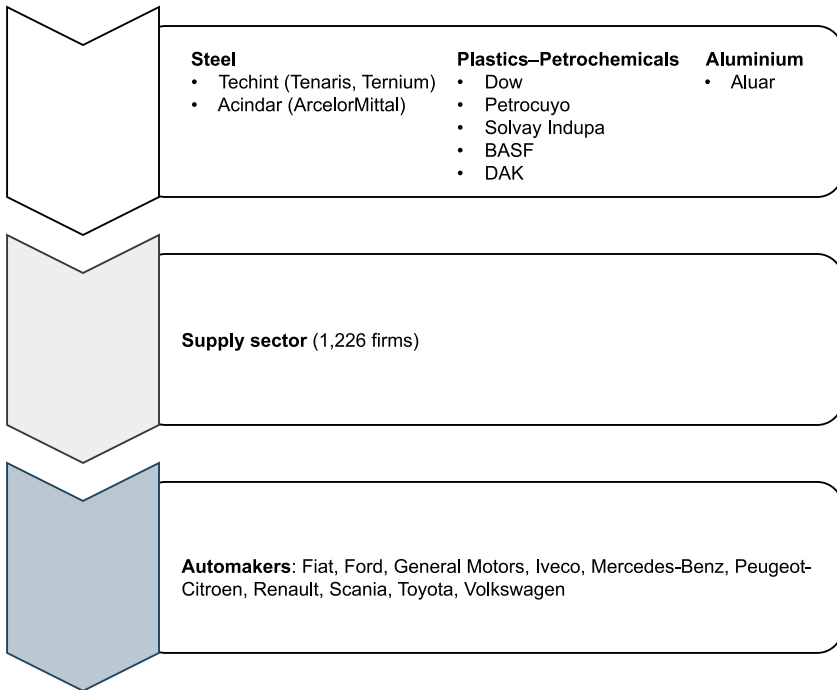 Steel
• Techint (Tenaris, Ternium)
• Acindar (ArcelorMittal)
Plastics–Petrochemicals
• Dow
• Petrocuyo
• Solvay Indupa
• BASF
• DAK
Aluminium
• Aluar
Supply sector (1,226 firms)
Automakers: Fiat, Ford, General Motors, Iveco, Mercedes-Benz, Peugeot-
Citroen, Renault, Scania, Toyota, Volkswagen